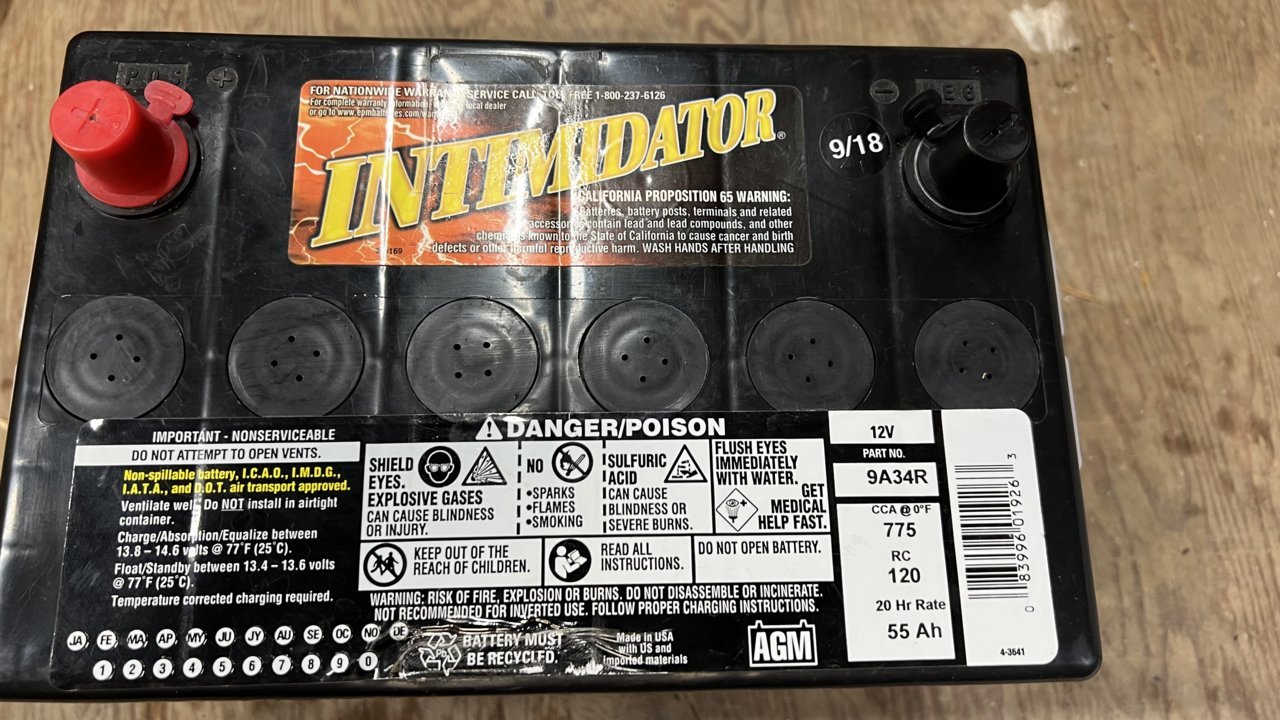 POS +
- NEG
FOR NATIONWIDE WARRANTY SERVICE CALL TOLL FREE 1-800-237-6126
For complete warranty information, local dealer
or go to www.epmbatteries.com/
INTIMIDATOR®
9/18
CALIFORNIA PROPOSITION 65 WARNING:
Batteries, battery posts, terminals and related
accessories contain lead and lead compounds, and other
chemicals known to the State of California to cause cancer and birth
defects or other harmful reproductive harm. WASH HANDS AFTER HANDLING
IMPORTANT - NONSERVICEABLE
DO NOT ATTEMPT TO OPEN VENTS.
Non-spillable battery, I.C.A.O., I.M.D.G.,
I.A.T.A., and D.O.T. air transport approved.
Ventilate well. Do NOT install in airtight
container.
Charge/Absorption/Equalize between
13.8 – 14.6 volts @ 77°F (25°C).
Float/Standby between 13.4 – 13.6 volts
@ 77°F (25°C).
Temperature corrected charging required.
JA FE MA AP MY JU JY AU SE OC NO DE
1 2 3 4 5 6 7 8 9 0
DANGER/POISON
SHIELD
EYES.
EXPLOSIVE GASES
CAN CAUSE BLINDNESS
OR INJURY.
NO
•SPARKS
•FLAMES
•SMOKING
SULFURIC
ACID
CAN CAUSE
BLINDNESS OR
SEVERE BURNS.
FLUSH EYES
IMMEDIATELY
WITH WATER.
GET
MEDICAL
HELP FAST.
KEEP OUT OF THE
REACH OF CHILDREN.
READ ALL
INSTRUCTIONS.
DO NOT OPEN BATTERY.
WARNING: RISK OF FIRE, EXPLOSION OR BURNS. DO NOT DISASSEMBLE OR INCINERATE.
NOT RECOMMENDED FOR INVERTED USE. FOLLOW PROPER CHARGING INSTRUCTIONS.
Pb
BATTERY MUST
BE RECYCLED.
Made in USA
with US and
imported materials
AGM
12V
PART NO.
9A34R
CCA @ 0°F
775
RC
120
20 Hr Rate
55 Ah
0 83996 01926 3
4-3641